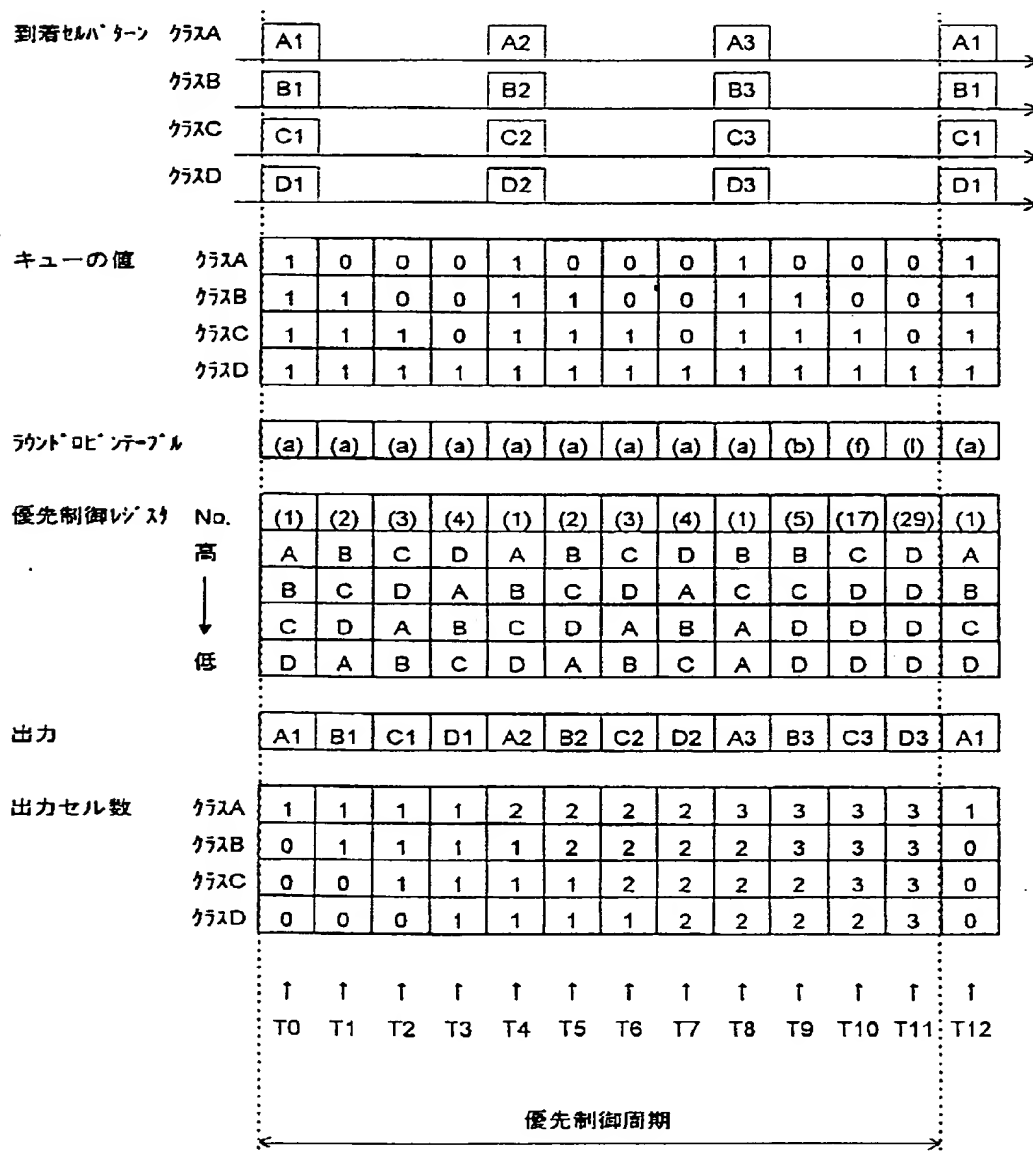 到着ｾﾙﾊﾟﾀｰﾝ ｸﾗｽA A1 A2 A3 A1
ｸﾗｽB B1 B2 B3 B1
ｸﾗｽC C1 C2 C3 C1
ｸﾗｽD D1 D2 D3 D1
キューの値 ｸﾗｽA 1 0 0 0 1 0 0 0 1 0 0 0 1
ｸﾗｽB 1 1 0 0 1 1 0 0 1 1 0 0 1
ｸﾗｽC 1 1 1 0 1 1 1 0 1 1 1 0 1
ｸﾗｽD 1 1 1 1 1 1 1 1 1 1 1 1 1
ﾗｳﾝﾄﾞﾛﾋﾞﾝﾃｰﾌﾞﾙ (a) (a) (a) (a) (a) (a) (a) (a) (a) (b) (f) (l) (a)
優先制御ﾚｼﾞｽﾀ No. (1) (2) (3) (4) (1) (2) (3) (4) (1) (5) (17) (29) (1)
高 A B C D A B C D B B C D A
B C D A B C D A C C D D B
↓ C D A B C D A B A D D D C
低 D A B C D A B C A D D D D
出力 A1 B1 C1 D1 A2 B2 C2 D2 A3 B3 C3 D3 A1
出力セル数 ｸﾗｽA 1 1 1 1 2 2 2 2 3 3 3 3 1
ｸﾗｽB 0 1 1 1 1 2 2 2 2 3 3 3 0
ｸﾗｽC 0 0 1 1 1 1 2 2 2 2 3 3 0
ｸﾗｽD 0 0 0 1 1 1 1 2 2 2 2 3 0
↑ ↑ ↑ ↑ ↑ ↑ ↑ ↑ ↑ ↑ ↑ ↑ ↑
T0 T1 T2 T3 T4 T5 T6 T7 T8 T9 T10 T11 T12
優先制御周期